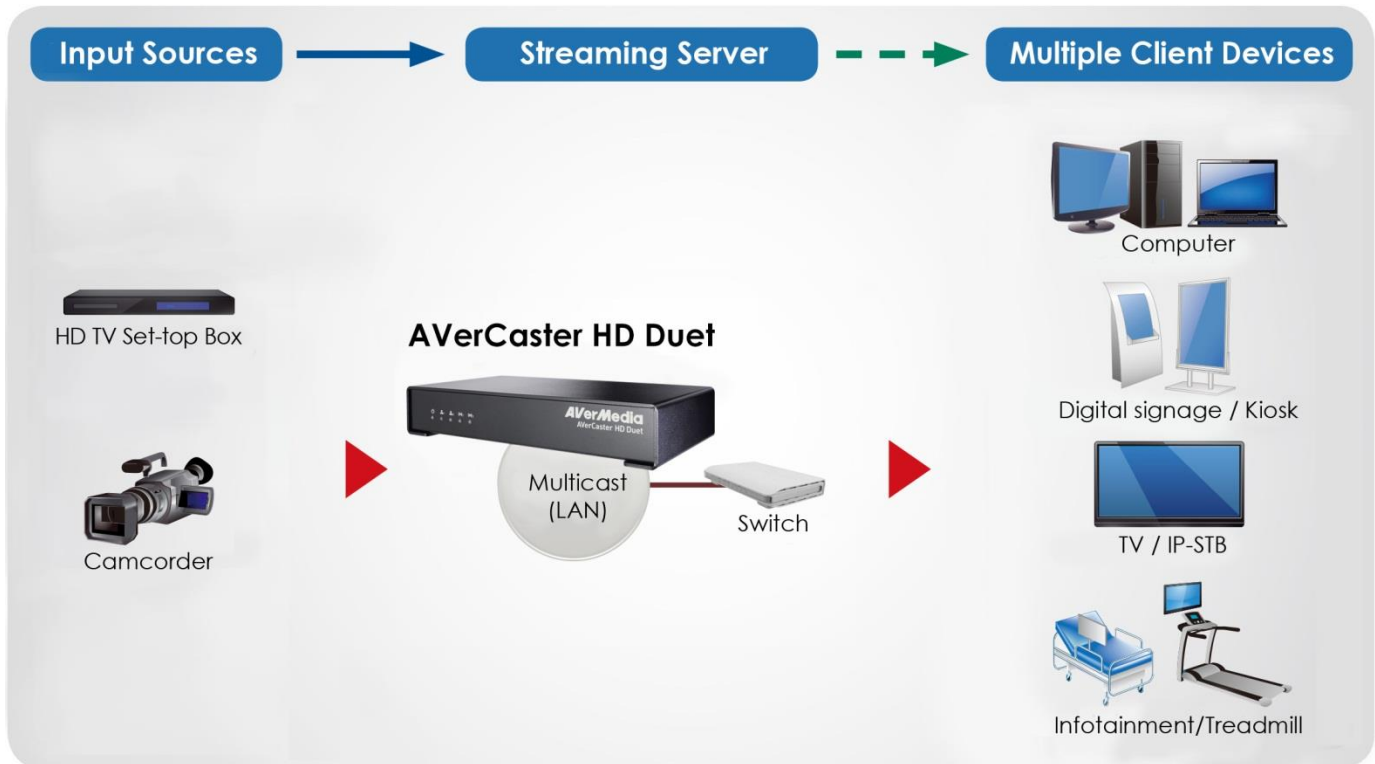 Input Sources
Streaming Server
Multiple Client Devices
HD TV Set-top Box
Camcorder
AVerCaster HD Duet
AVerMedia
AVerCaster HD Duet
Multicast
(LAN)
Switch
Computer
Digital signage / Kiosk
TV / IP-STB
Infotainment/Treadmill